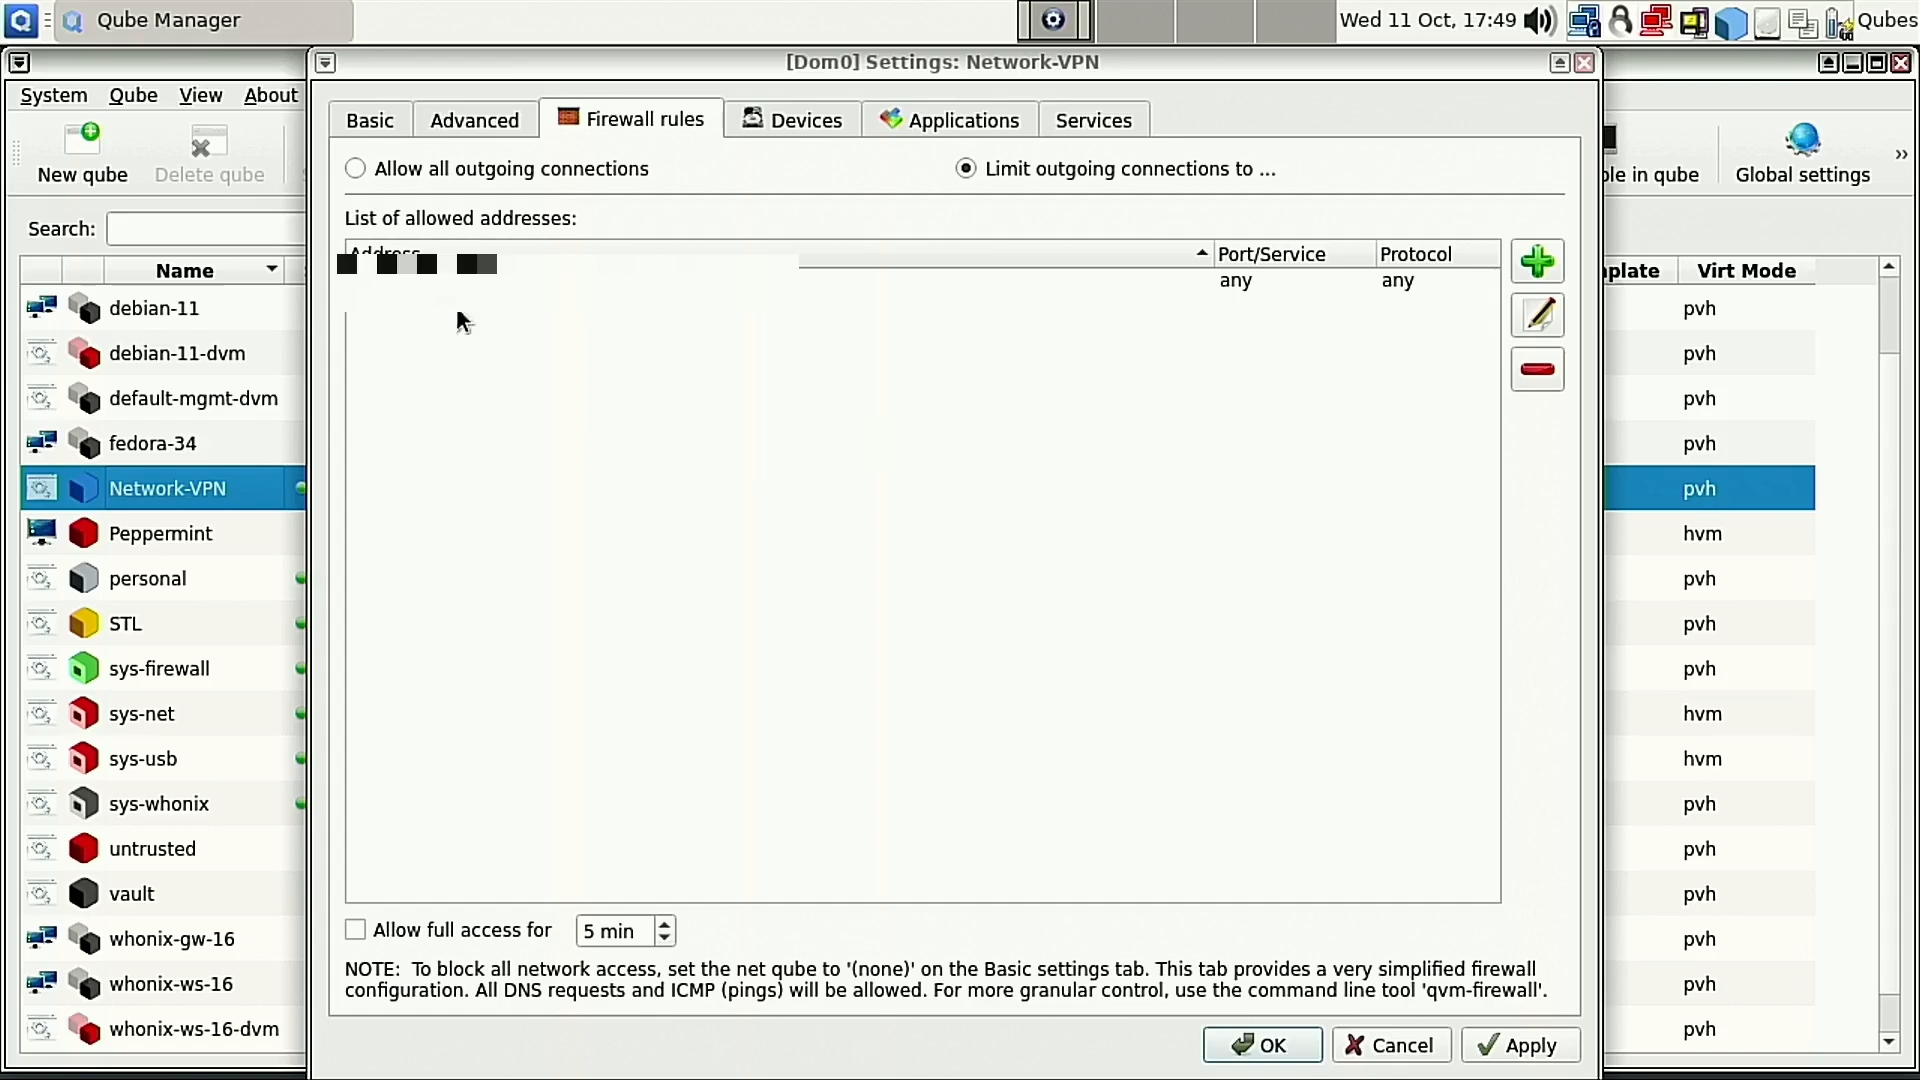 Qube Manager
Wed 11 Oct, 17:49
Qubes
[Dom0] Settings: Network-VPN
System Qube View About
New qube
Delete qube
ble in qube
Global settings
Search:
Name
nplate
Virt Mode
debian-11 pvh
debian-11-dvm pvh
default-mgmt-dvm pvh
fedora-34 pvh
Network-VPN pvh
Peppermint hvm
personal pvh
STL pvh
sys-firewall pvh
sys-net hvm
sys-usb hvm
sys-whonix pvh
untrusted pvh
vault pvh
whonix-gw-16 pvh
whonix-ws-16 pvh
whonix-ws-16-dvm pvh
Basic Advanced Firewall rules Devices Applications Services
Allow all outgoing connections
Limit outgoing connections to ...
List of allowed addresses:
Address Port/Service Protocol
any any
Allow full access for 5 min
NOTE: To block all network access, set the net qube to '(none)' on the Basic settings tab. This tab provides a very simplified firewall
configuration. All DNS requests and ICMP (pings) will be allowed. For more granular control, use the command line tool 'qvm-firewall'.
OK Cancel Apply